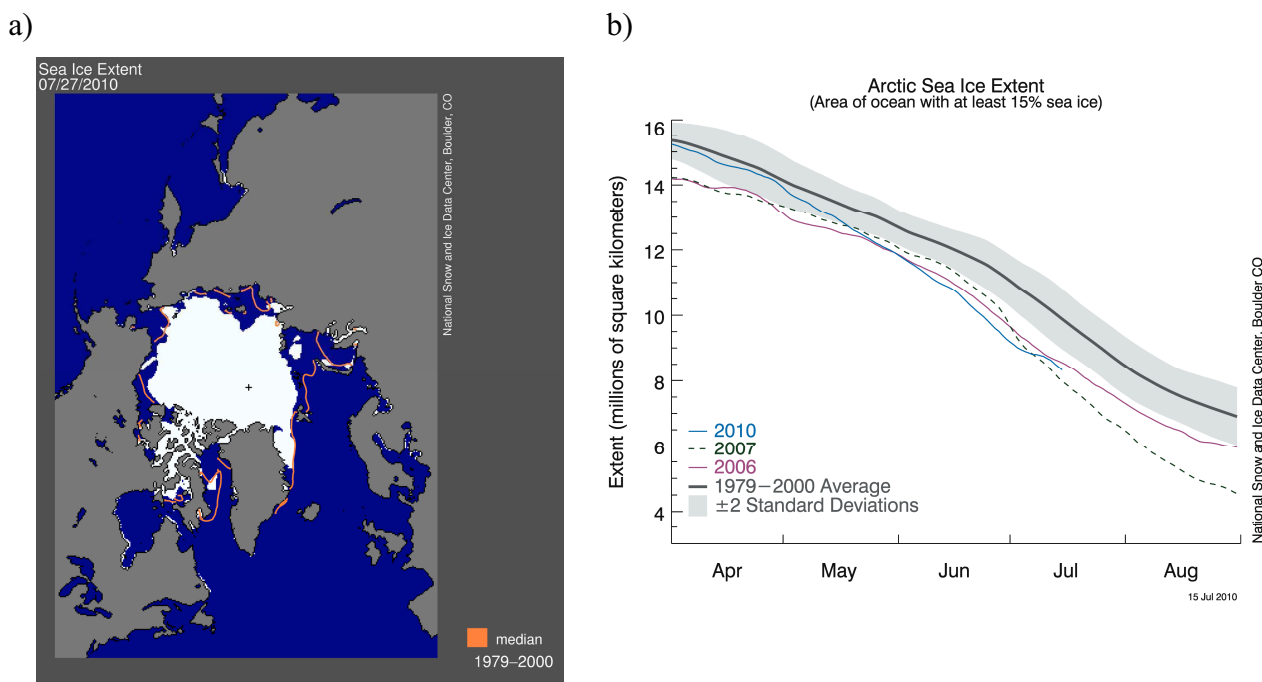 a)
Sea Ice Extent
07/27/2010
National Snow and Ice Data Center, Boulder, CO
median
1979–2000
b)
Arctic Sea Ice Extent
(Area of ocean with at least 15% sea ice)
Extent (millions of square kilometers)
16
14
12
10
8
6
4
2010
2007
2006
1979–2000 Average
±2 Standard Deviations
Apr May Jun Jul Aug
15 Jul 2010
National Snow and Ice Data Center, Boulder CO